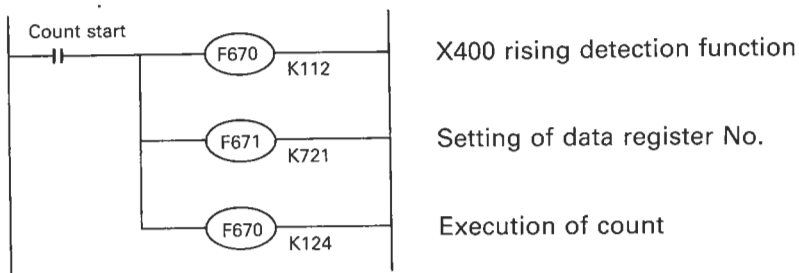 Count start
F670 K112 X400 rising detection function
F671 K721 Setting of data register No.
F670 K124 Execution of count